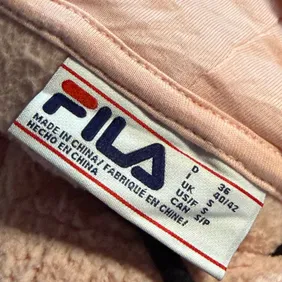 FILA
MADE IN CHINA / FABRIQUÉ EN CHINE /
HECHO EN CHINA
D 36
I 40/42
UK S
US/F S
CAN S/P